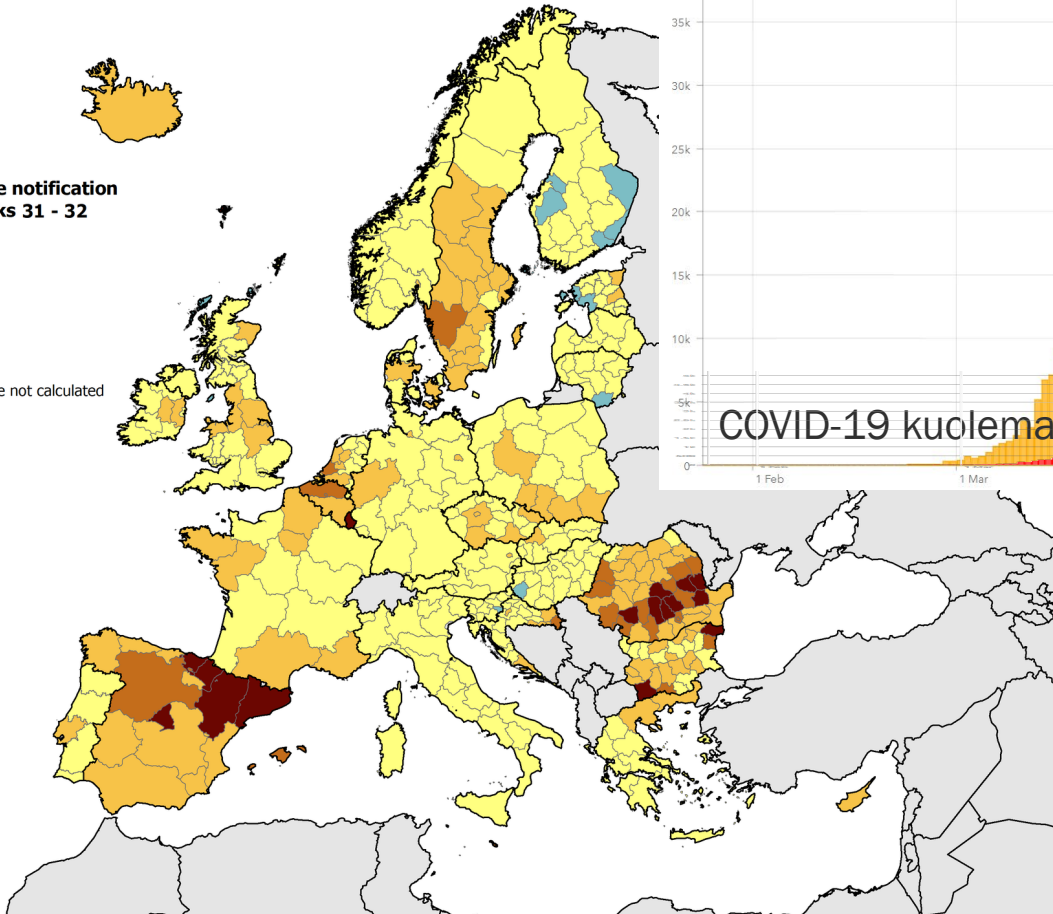 e notification
ks 31 - 32
e not calculated
35k
30k
25k
20k
15k
10k
5k
0
COVID-19 kuolema
1 Feb
1 Mar